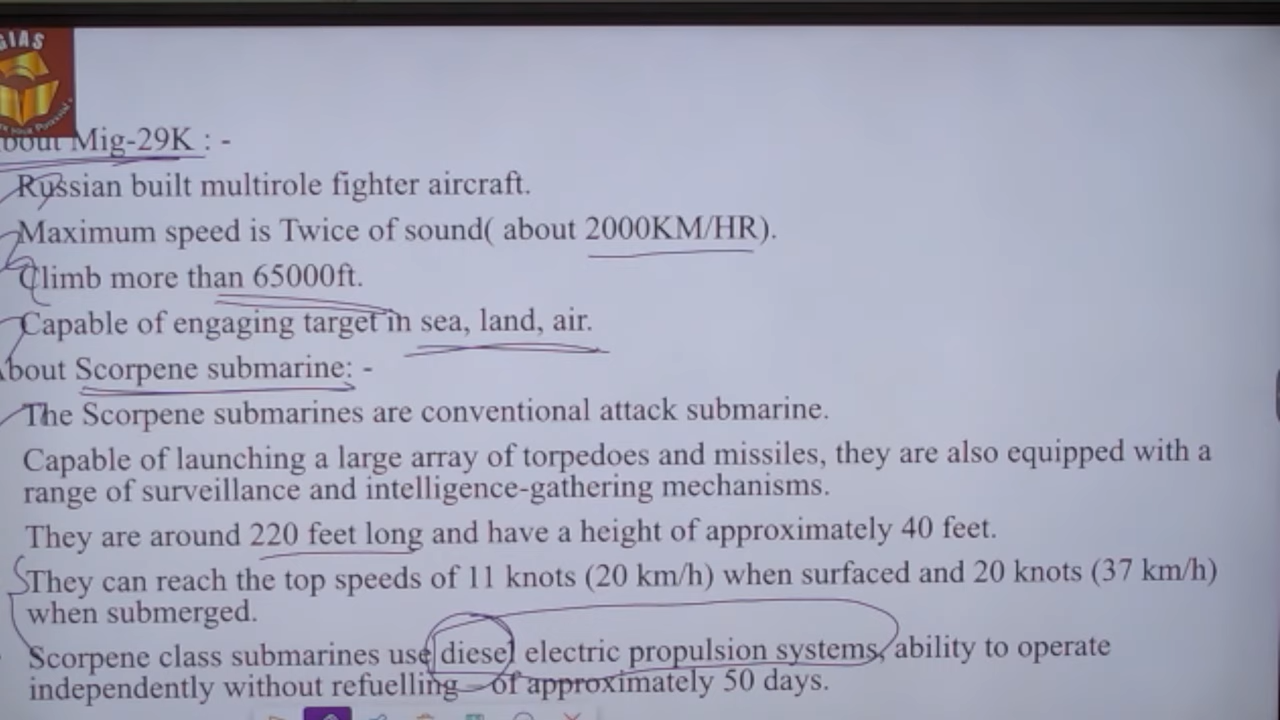 GIAS
bout Mig-29K : -
Russian built multirole fighter aircraft.
Maximum speed is Twice of sound( about 2000KM/HR).
Climb more than 65000ft.
Capable of engaging target in sea, land, air.
About Scorpene submarine: -
The Scorpene submarines are conventional attack submarine.
Capable of launching a large array of torpedoes and missiles, they are also equipped with a
range of surveillance and intelligence-gathering mechanisms.
They are around 220 feet long and have a height of approximately 40 feet.
They can reach the top speeds of 11 knots (20 km/h) when surfaced and 20 knots (37 km/h)
when submerged.
Scorpene class submarines use diesel electric propulsion systems, ability to operate
independently without refuelling – of approximately 50 days.